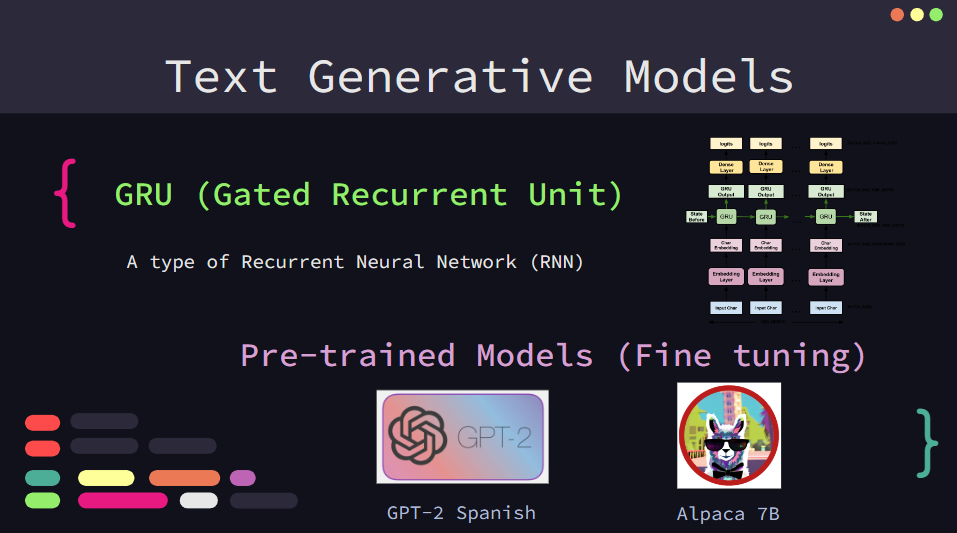 Text Generative Models
{
GRU (Gated Recurrent Unit)
A type of Recurrent Neural Network (RNN)
logits logits ... logits
Dense Layer Dense Layer ... Dense Layer
GRU Output GRU Output ... GRU Output
State Before GRU GRU ... GRU State After
Char Embedding Char Embedding ... Char Embedding
Embedding Layer Embedding Layer ... Embedding Layer
Input Char Input Char ... Input Char
Pre-trained Models (Fine tuning)
GPT-2
}
GPT-2 Spanish
Alpaca 7B